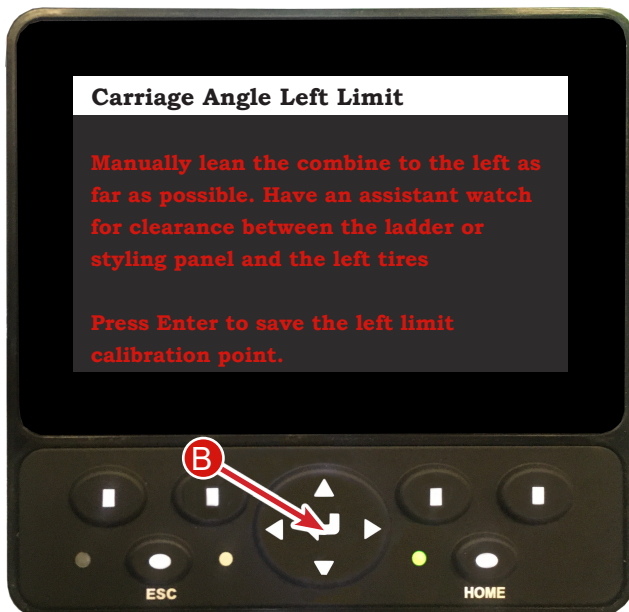 Carriage Angle Left Limit
Manually lean the combine to the left as
far as possible. Have an assistant watch
for clearance between the ladder or
styling panel and the left tires
Press Enter to save the left limit
calibration point.
B
ESC
HOME